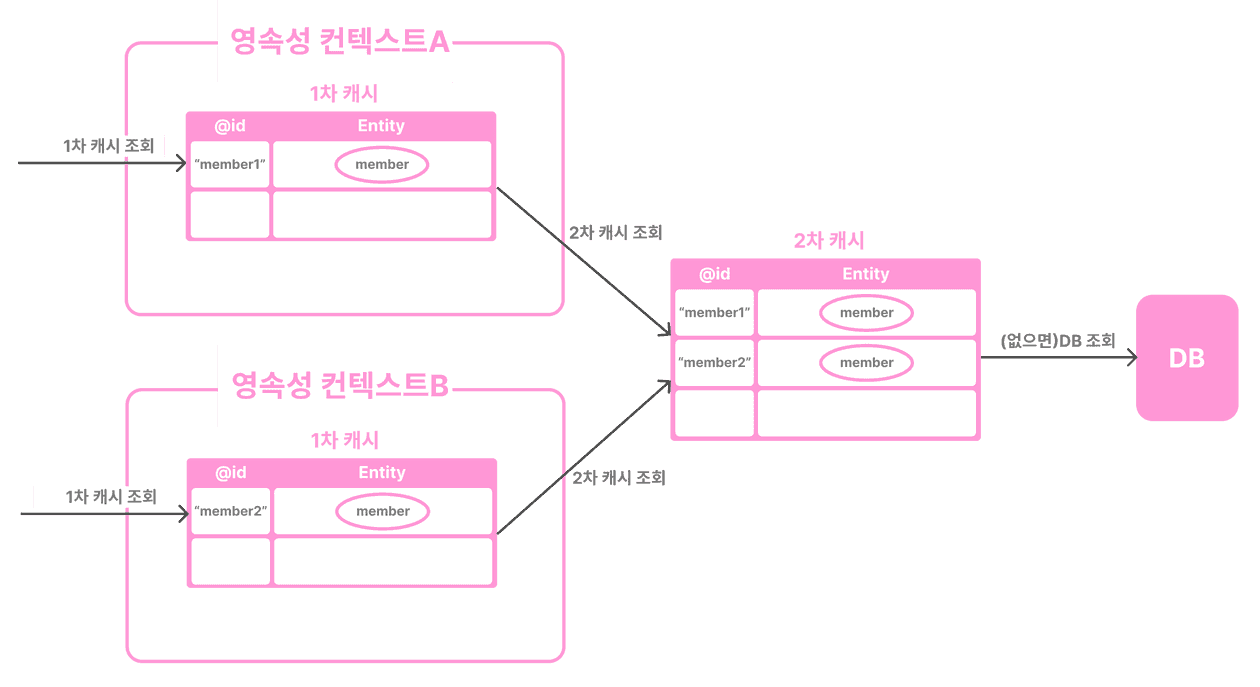 영속성 컨텍스트A
1차 캐시
@id Entity
1차 캐시 조회
“member1” member
2차 캐시 조회
2차 캐시
@id Entity
“member1” member
“member2” member
(없으면)DB 조회
DB
영속성 컨텍스트B
1차 캐시
@id Entity
1차 캐시 조회
“member2” member
2차 캐시 조회